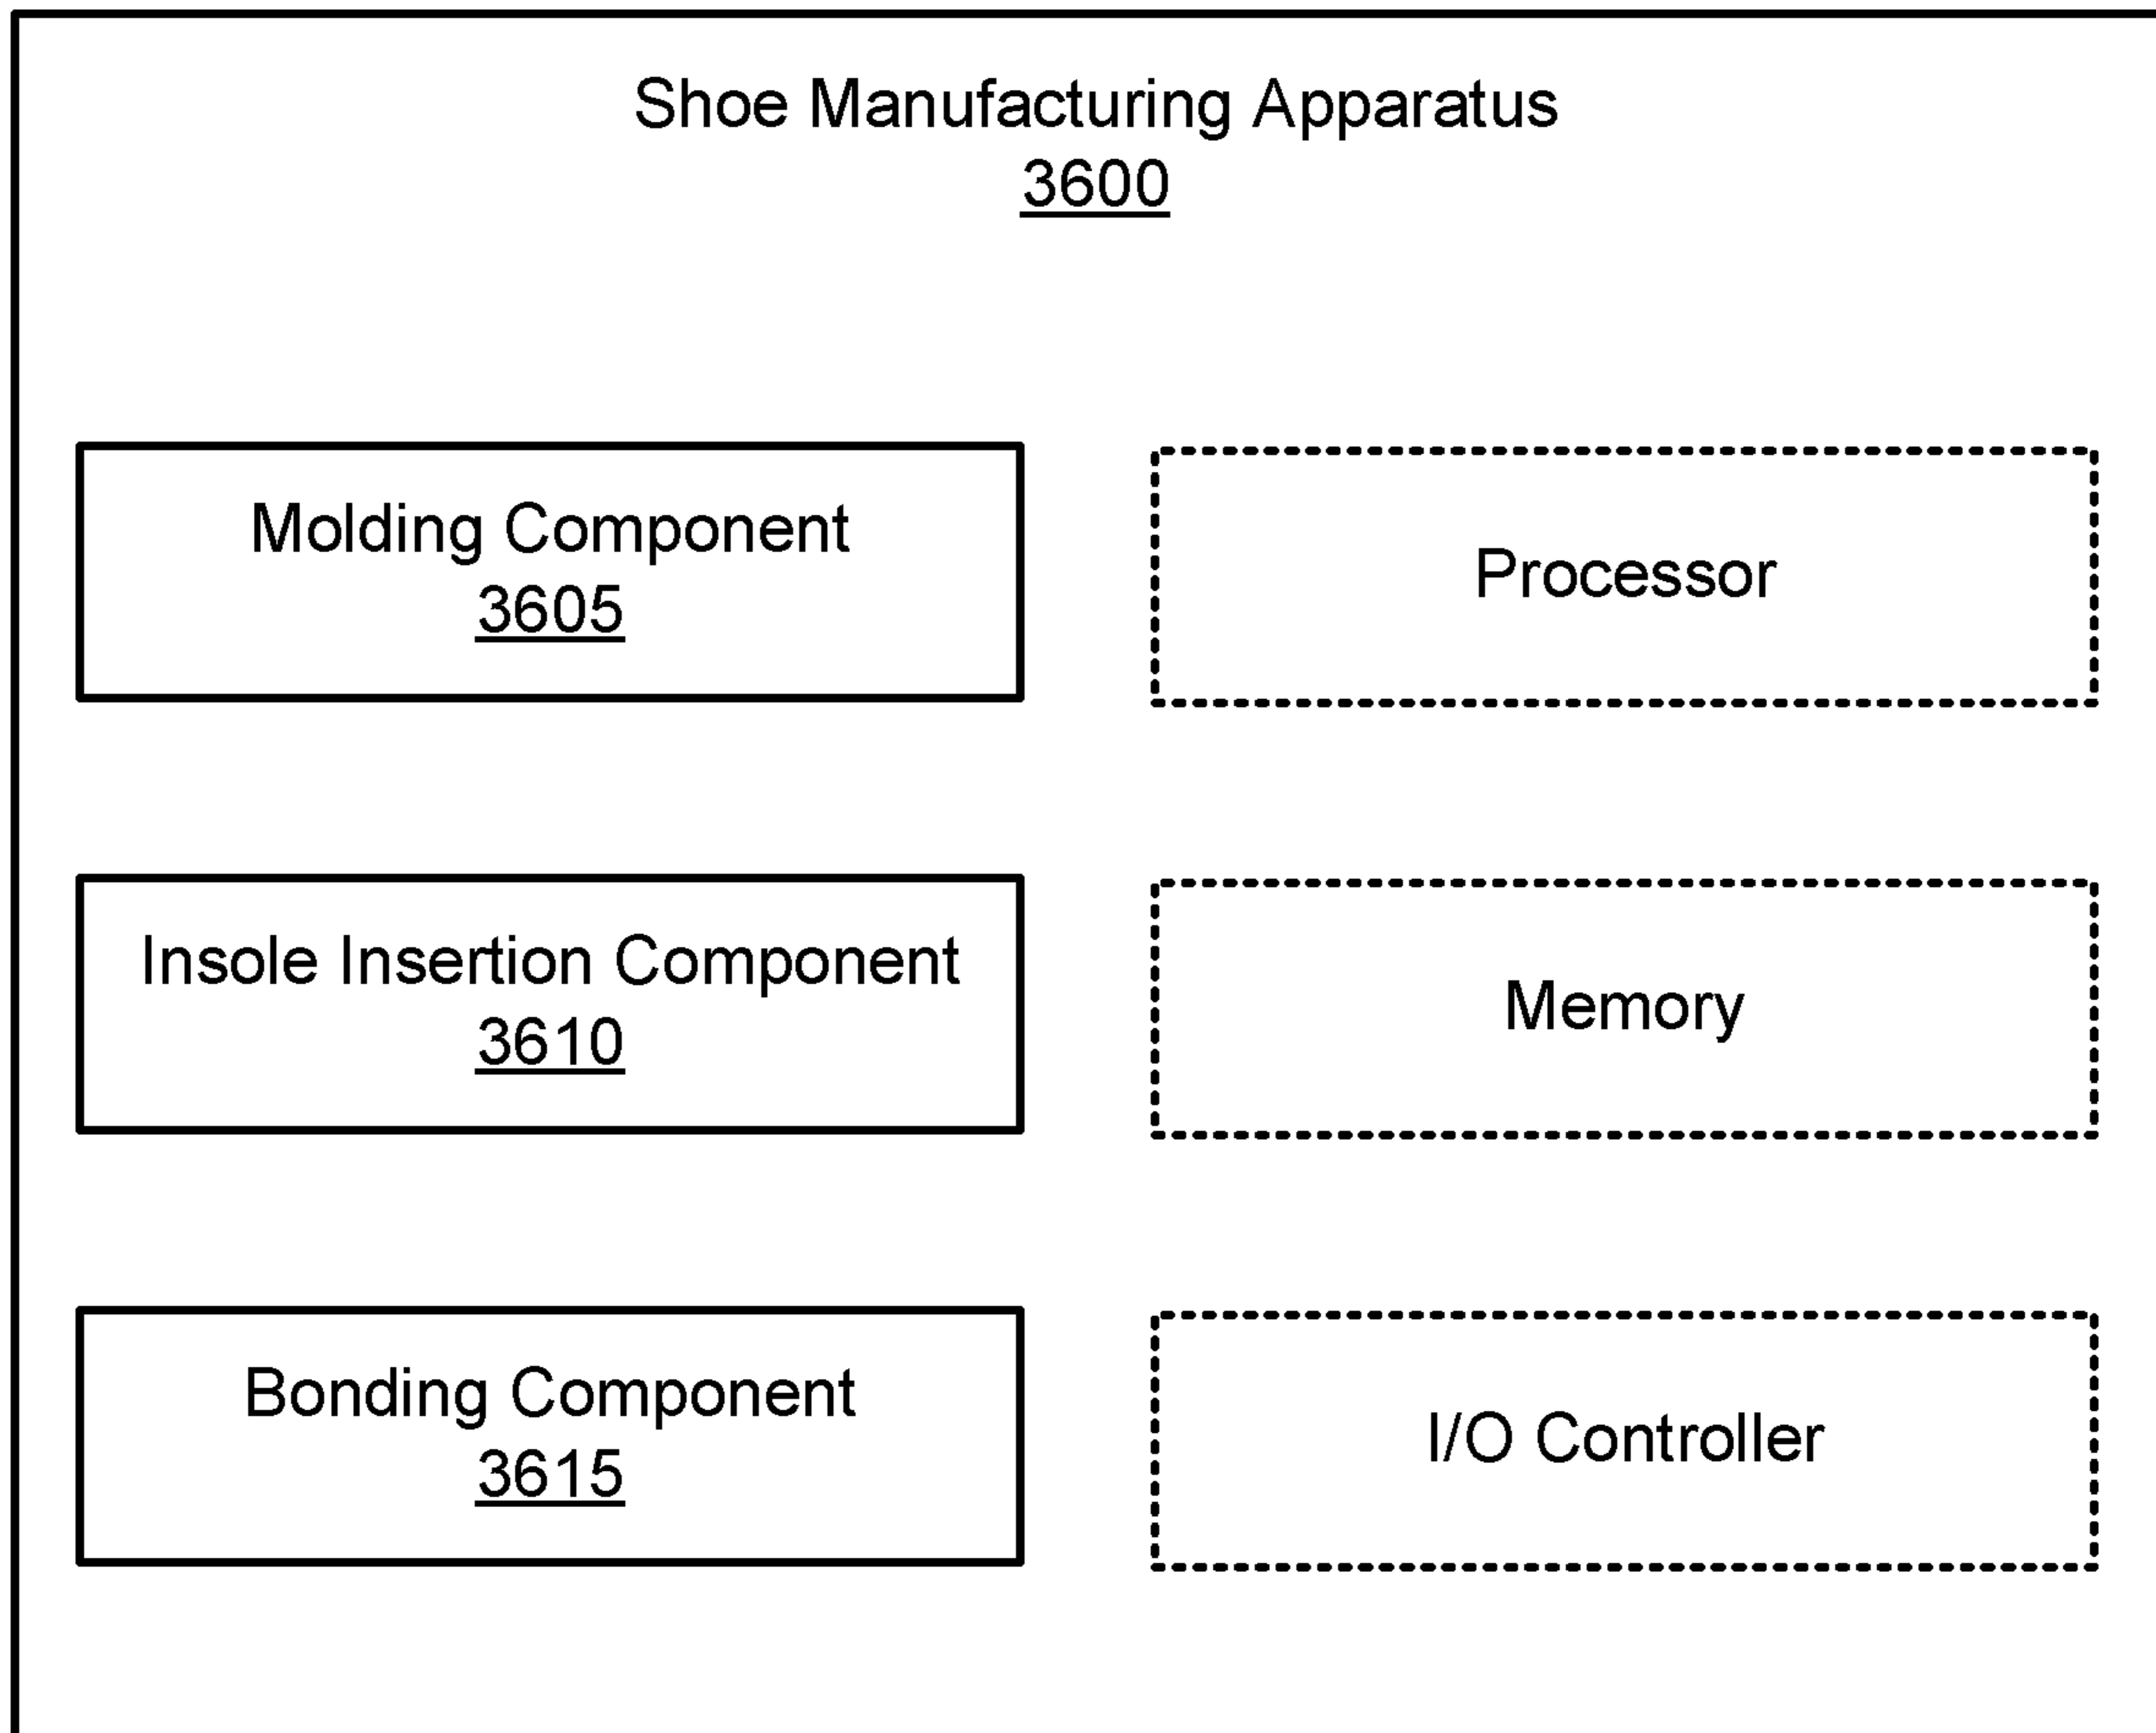 Shoe Manufacturing Apparatus
3600
Molding Component
3605
Processor
Insole Insertion Component
3610
Memory
Bonding Component
3615
I/O Controller